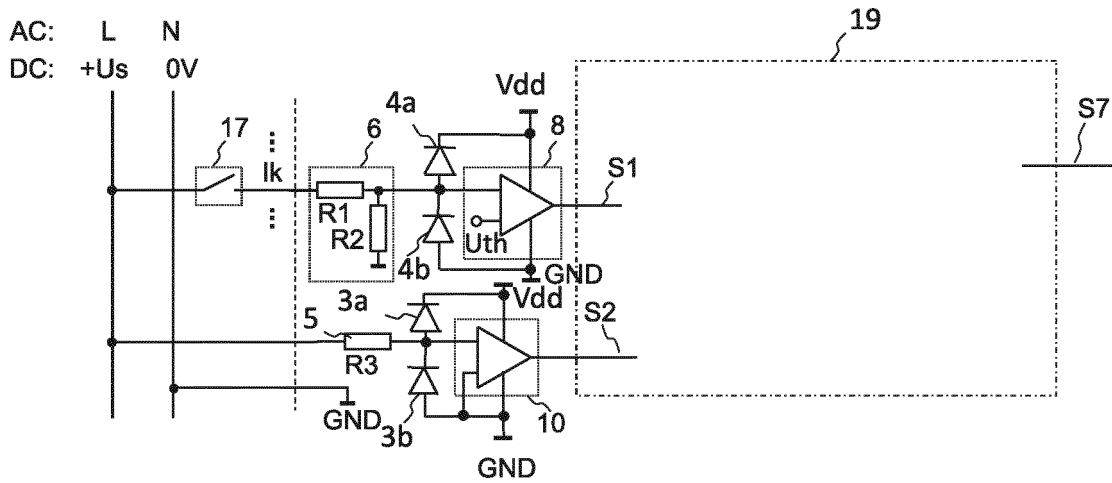 AC: L N
DC: +Us 0V
19
17
Ik
6
R1
R2
4a
4b
Vdd
8
Uth
S1
GND
S7
Vdd
3a
5
R3
S2
GND
3b
10
GND